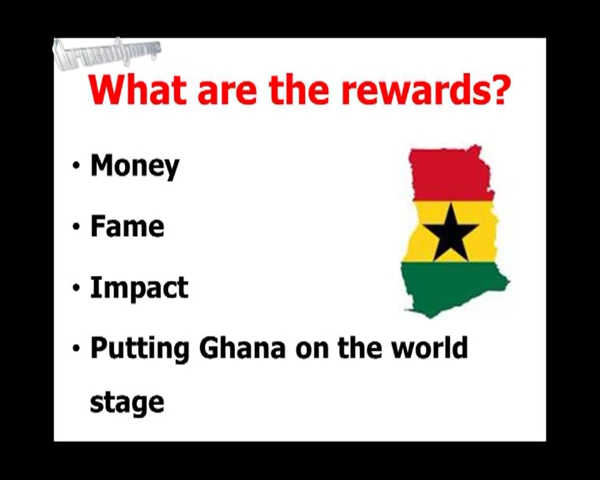 What are the rewards?
• Money
• Fame
• Impact
• Putting Ghana on the world
stage